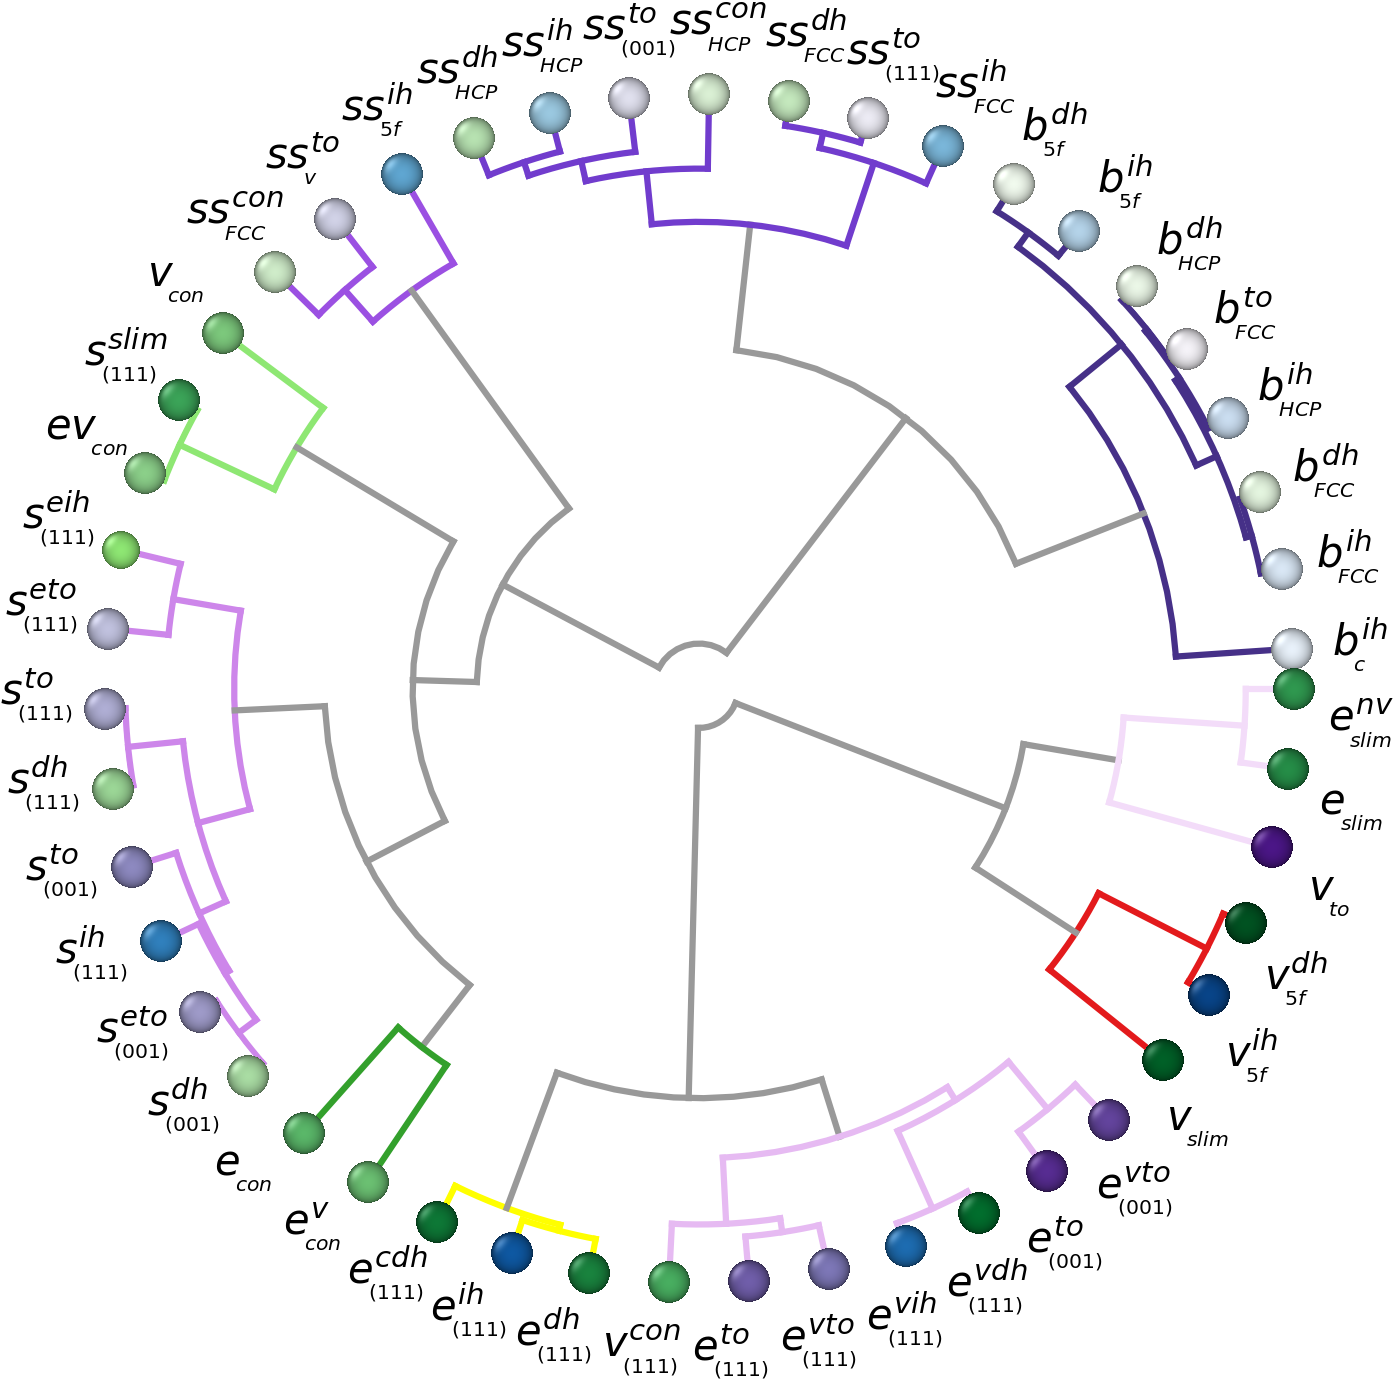 ss^{con}_{FCC}
ss^{to}_{v}
ss^{ih}_{5f}
ss^{dh}_{HCP}
ss^{ih}_{HCP}
ss^{to}_{(001)}
ss^{con}_{HCP}
ss^{dh}_{FCC}
ss^{to}_{(111)}
ss^{ih}_{FCC}
b^{dh}_{5f}
b^{ih}_{5f}
b^{dh}_{HCP}
b^{to}_{FCC}
b^{ih}_{HCP}
b^{dh}_{FCC}
b^{ih}_{FCC}
b^{ih}_{c}
e^{nv}_{slim}
e_{slim}
v_{to}
v^{dh}_{5f}
v^{ih}_{5f}
v_{slim}
e^{vto}_{(001)}
e^{to}_{(001)}
e^{vdh}_{(111)}
e^{vih}_{(111)}
e^{vto}_{(111)}
e^{to}_{(111)}
v^{con}_{(111)}
e^{dh}_{(111)}
e^{ih}_{(111)}
e^{cdh}_{(111)}
e^{v}_{con}
e_{con}
s^{dh}_{(001)}
s^{eto}_{(001)}
s^{ih}_{(111)}
s^{to}_{(001)}
s^{dh}_{(111)}
s^{to}_{(111)}
s^{eto}_{(111)}
s^{eih}_{(111)}
ev_{con}
s^{slim}_{(111)}
v_{con}